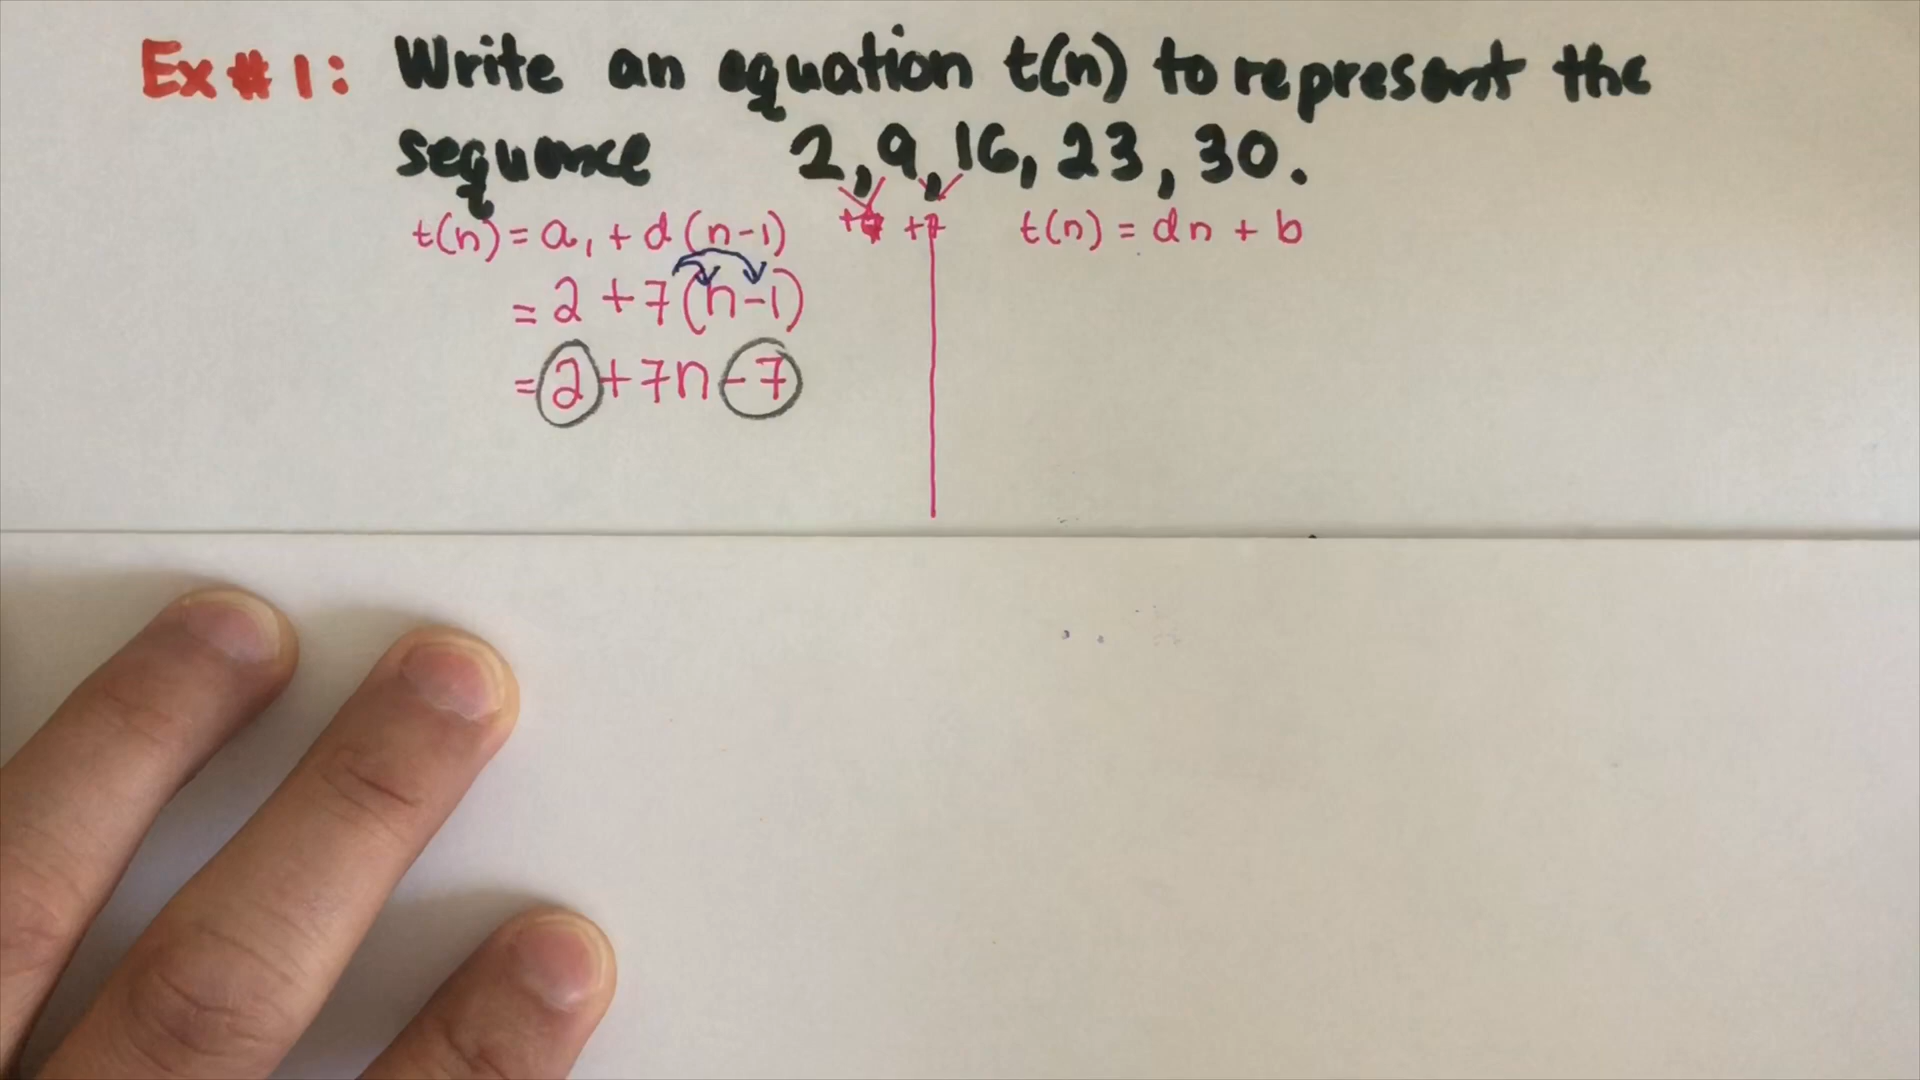 Ex#1: Write an equation t(n) to represent the
sequence 2, 9, 16, 23, 30.
t(n) = a₁ + d(n-1)
= 2 + 7(n-1)
= 2 + 7n - 7
+7 +7
t(n) = dn + b